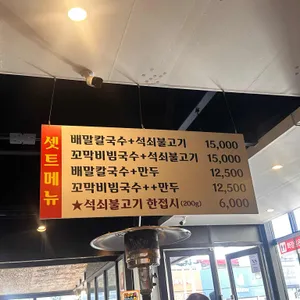 셋트메뉴
배말칼국수+석쇠불고기 15,000
꼬막비빔국수+석쇠불고기 15,000
배말칼국수+만두 12,500
꼬막비빔국수++만두 12,500
★석쇠불고기 한접시(200g) 6,000